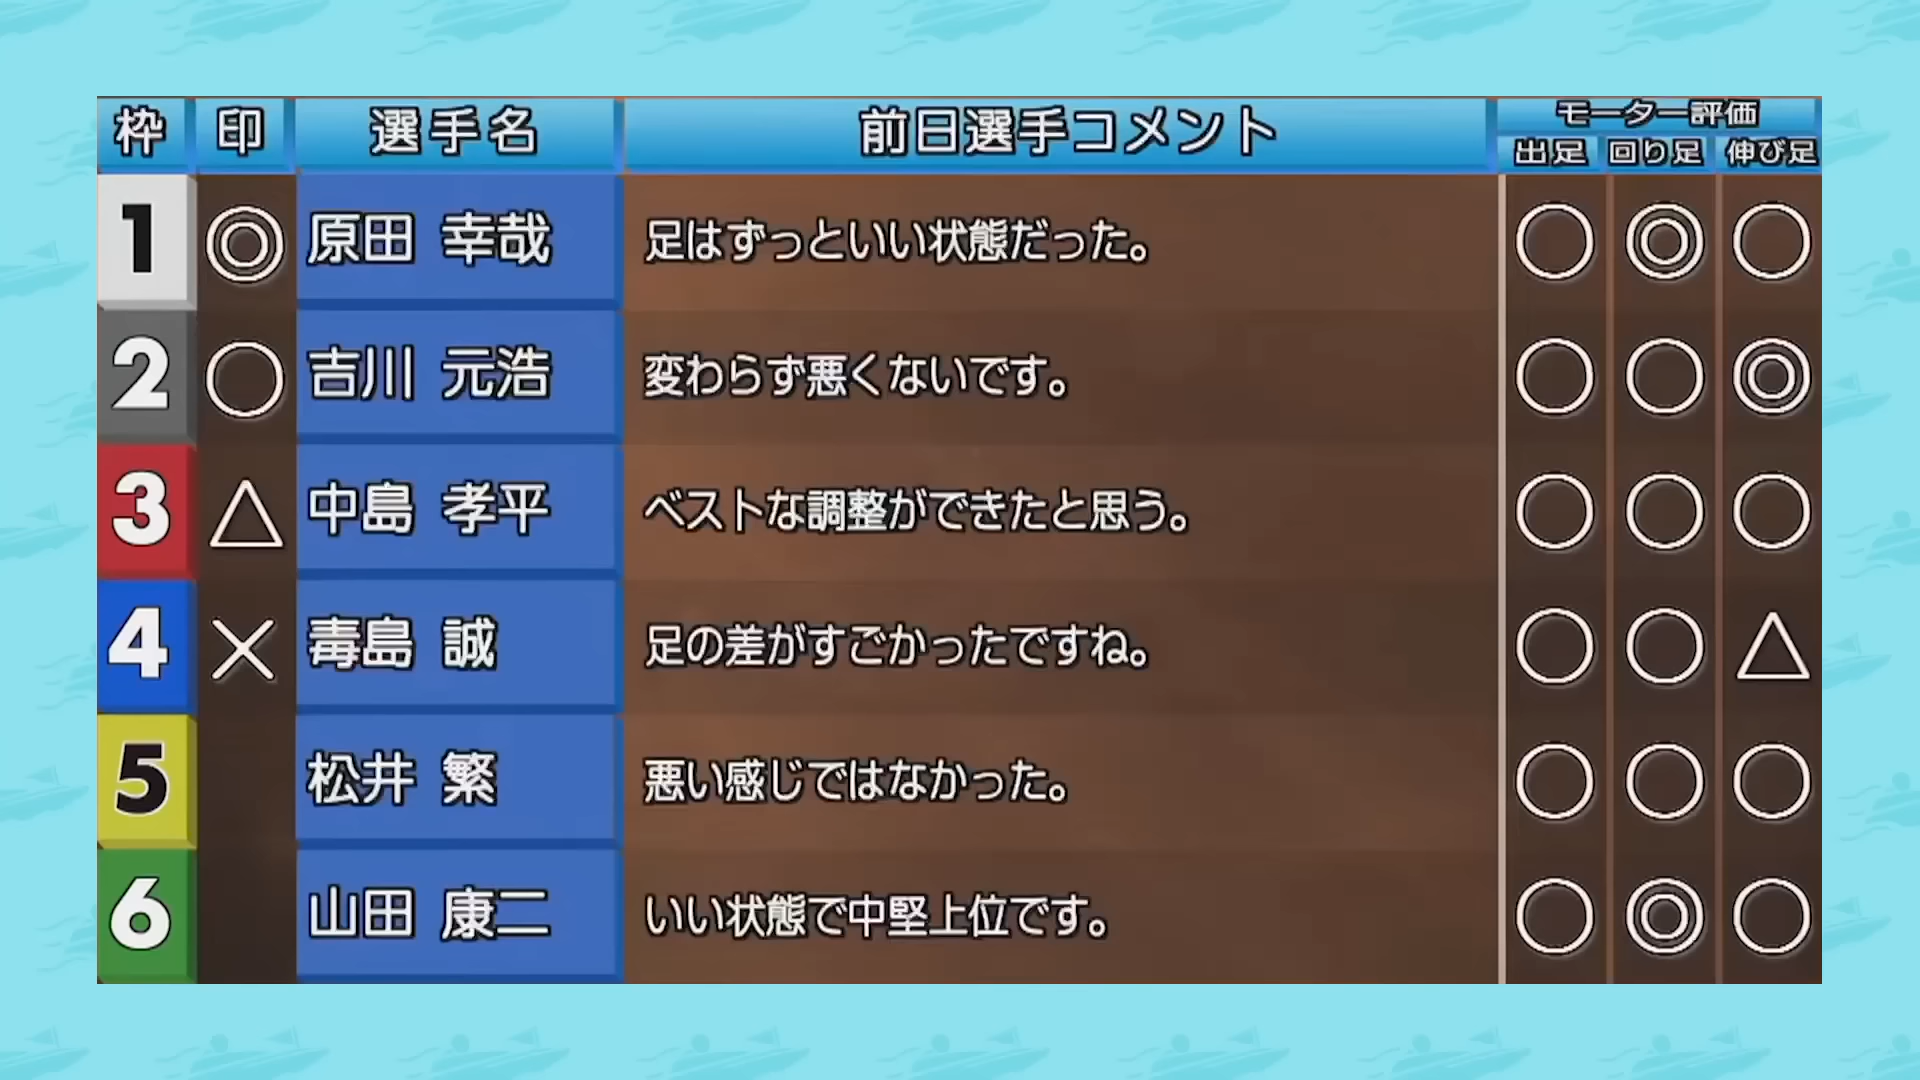 枠 印 選手名 前日選手コメント モーター評価
出足 回り足 伸び足
1 ◎ 原田 幸哉 足はずっといい状態だった。 ○ ◎ ○
2 ○ 吉川 元浩 変わらず悪くないです。 ○ ○ ◎
3 △ 中島 孝平 ベストな調整ができたと思う。 ○ ○ ○
4 × 毒島 誠 足の差がすごかったですね。 ○ ○ △
5 松井 繁 悪い感じではなかった。 ○ ○ ○
6 山田 康二 いい状態で中堅上位です。 ○ ◎ ○